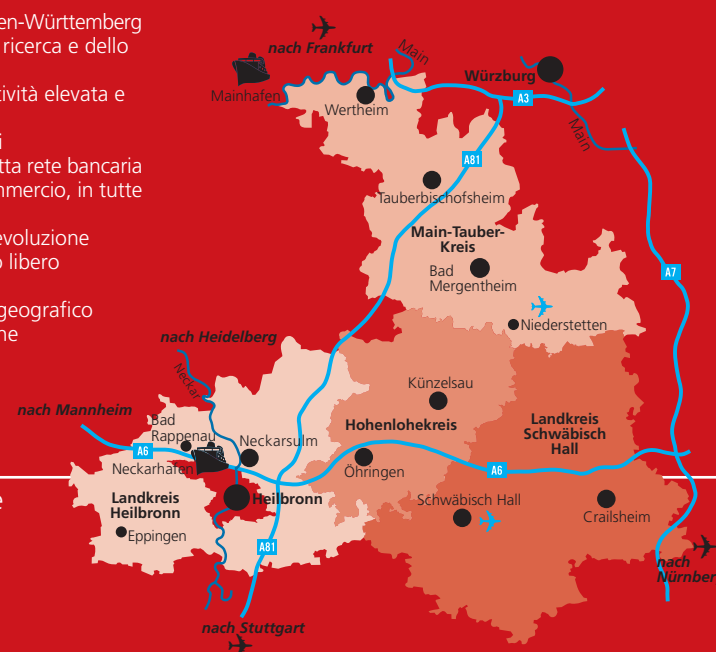 en-Württemberg
ricerca e dello
tività elevata e
i
tta rete bancaria
mmercio, in tutte
evoluzione
o libero
geografico
ne
e
nach Frankfurt
Main
Mainhafen
Wertheim
Würzburg
A3
Main
A81
Tauberbischofsheim
Main-Tauber-
Kreis
Bad
Mergentheim
A7
Niederstetten
nach Heidelberg
Neckar
Künzelsau
nach Mannheim
Bad
Rappenau
Hohenlohekreis
Landkreis
Schwäbisch
Hall
A6
Neckarsulm
Neckarhafen
Öhringen
A6
Landkreis
Heilbronn
Heilbronn
Schwäbisch Hall
Crailsheim
Eppingen
A81
nach
Nürnber
nach Stuttgart